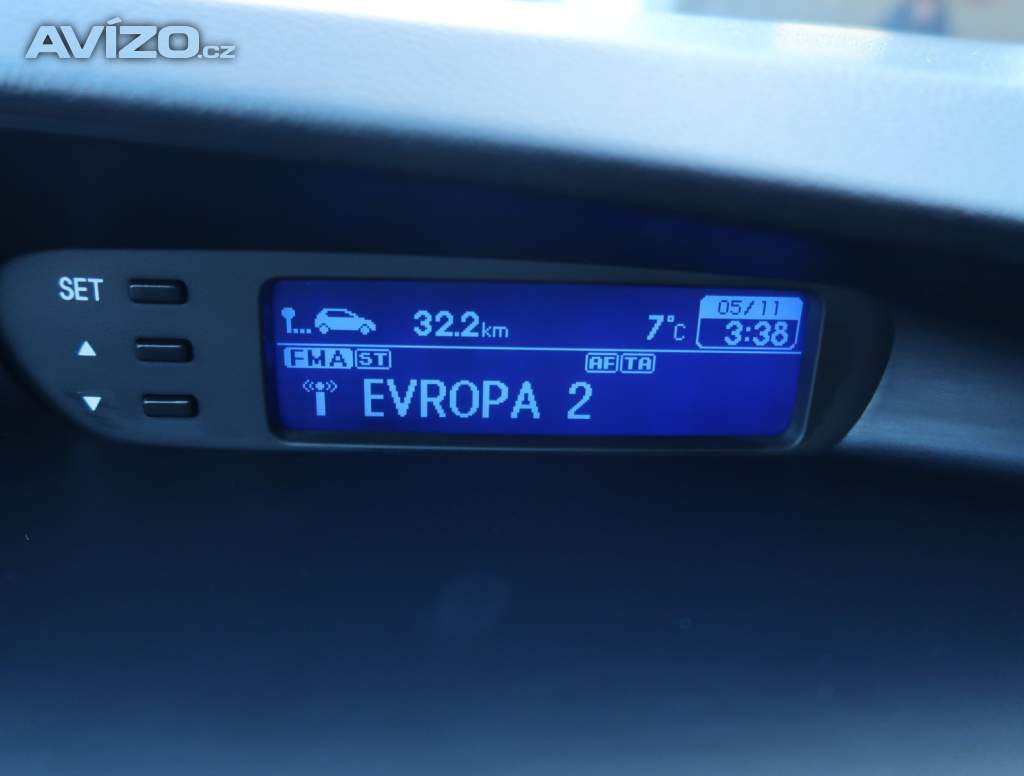 AVÍZO.cz
SET
32.2km 7°C 05/11 3:38
FMA ST AF TA
EVROPA 2